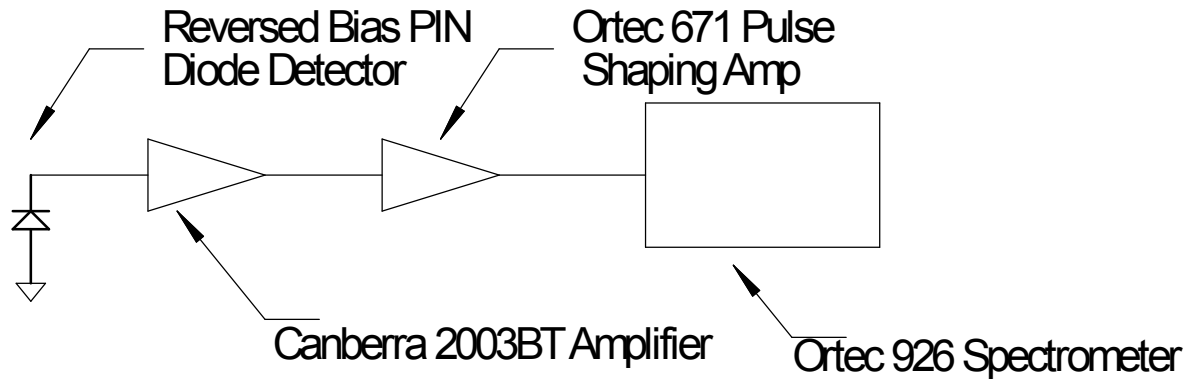 Reversed Bias PIN
Diode Detector
Ortec 671 Pulse
Shaping Amp
Canberra 2003BT Amplifier
Ortec 926 Spectrometer